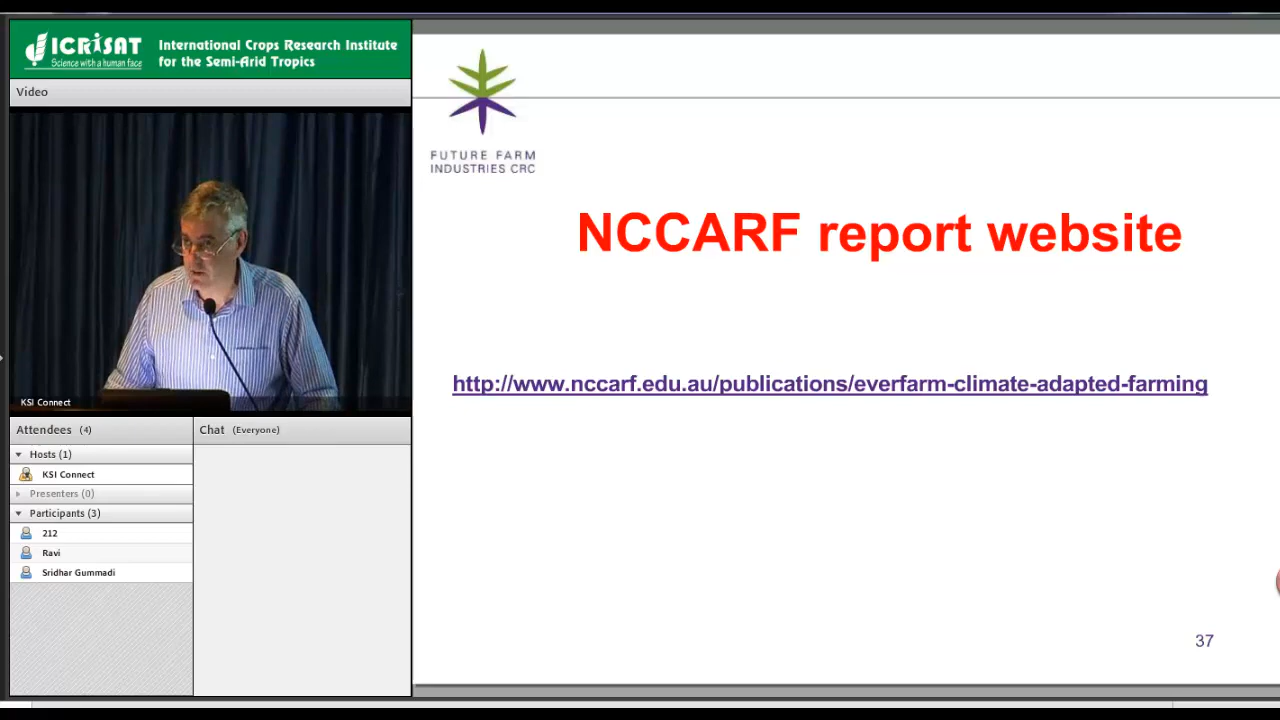 ICRISAT
Science with a human face
International Crops Research Institute
for the Semi-Arid Tropics
Video
KSI Connect
Attendees (4)
Hosts (1)
KSI Connect
Presenters (0)
Participants (3)
212
Ravi
Sridhar Gummadi
Chat (Everyone)
FUTURE FARM
INDUSTRIES CRC
NCCARF report website
http://www.nccarf.edu.au/publications/everfarm-climate-adapted-farming
37